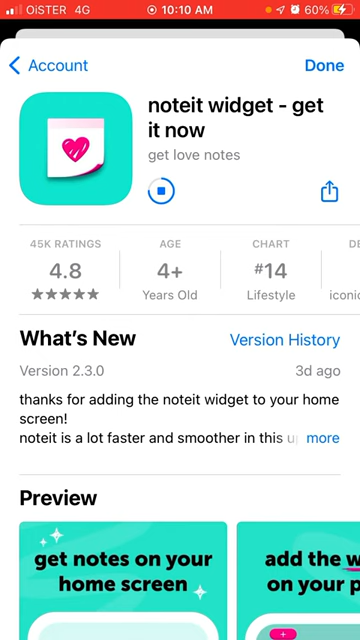 OiSTER 4G
10:10 AM
60%
Account
Done
noteit widget - get
it now
get love notes
45K RATINGS
AGE
CHART
4.8
4+
#14
Years Old
Lifestyle
iconic
What's New
Version History
Version 2.3.0
3d ago
thanks for adding the noteit widget to your home
screen!
noteit is a lot faster and smoother in this
more
Preview
get notes on your
home screen
add the
on your